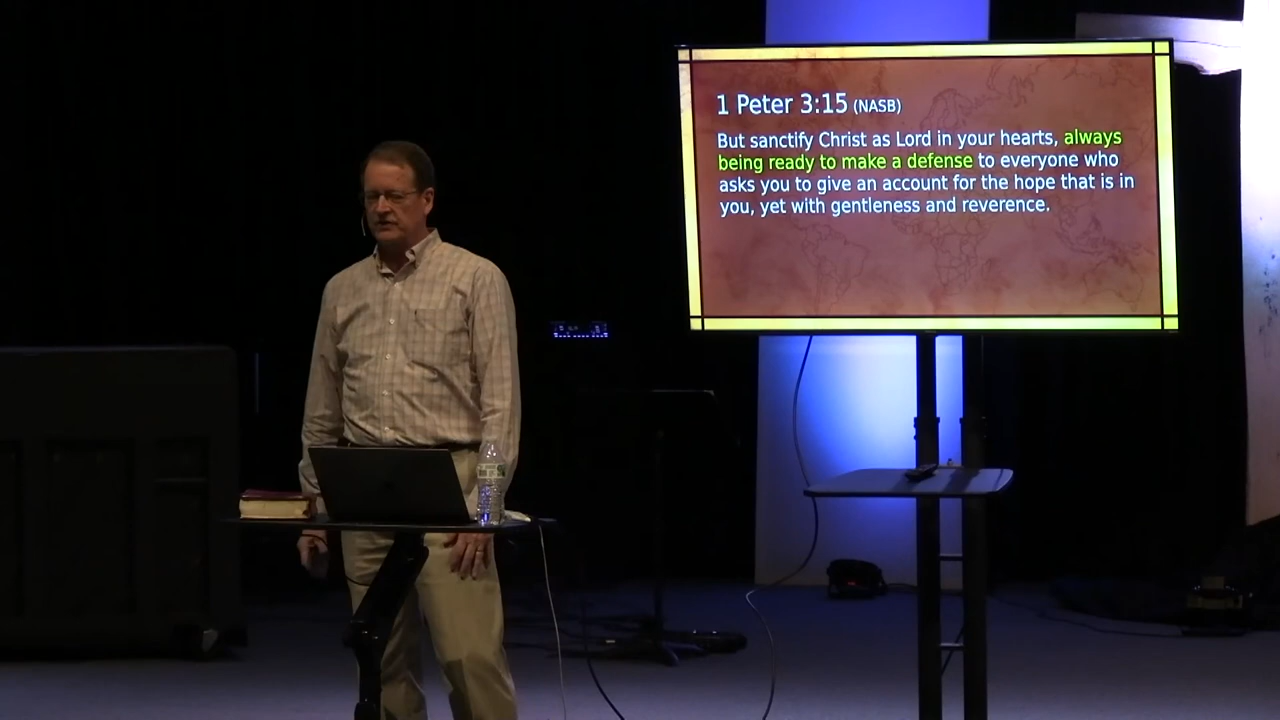 1 Peter 3:15 (NASB)
But sanctify Christ as Lord in your hearts, always
being ready to make a defense to everyone who
asks you to give an account for the hope that is in
you, yet with gentleness and reverence.